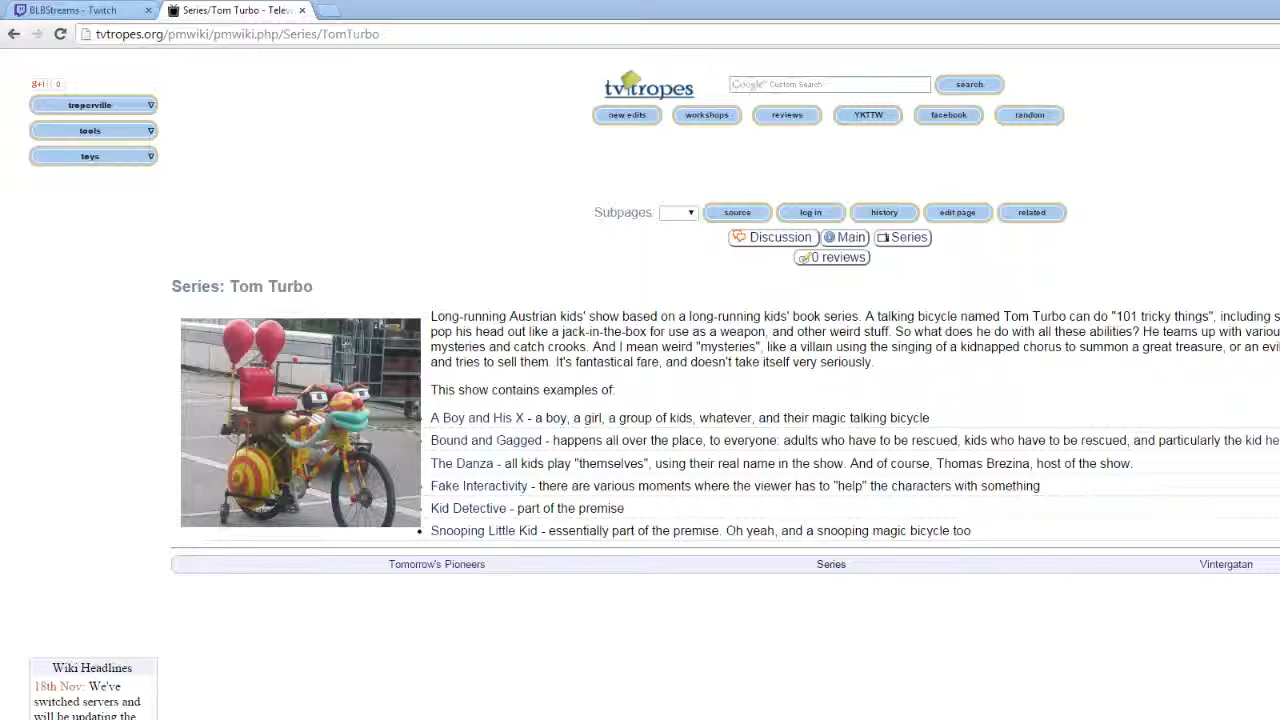 BLBStreams - Twitch
Series/Tom Turbo - Telev
tvtropes.org/pmwiki/pmwiki.php/Series/TomTurbo
g+1 0
troperville
tools
toys
tvtropes
Google Custom Search
search
new edits
workshops
reviews
YKTTW
facebook
random
Subpages:
source
log in
history
edit page
related
Discussion
Main
Series
0 reviews
Series: Tom Turbo
Long-running Austrian kids' show based on a long-running kids' book series. A talking bicycle named Tom Turbo can do "101 tricky things", including s
pop his head out like a jack-in-the-box for use as a weapon, and other weird stuff. So what does he do with all these abilities? He teams up with variou
mysteries and catch crooks. And I mean weird "mysteries", like a villain using the singing of a kidnapped chorus to summon a great treasure, or an evi
and tries to sell them. It's fantastical fare, and doesn't take itself very seriously.
This show contains examples of:
A Boy and His X - a boy, a girl, a group of kids, whatever, and their magic talking bicycle
Bound and Gagged - happens all over the place, to everyone: adults who have to be rescued, kids who have to be rescued, and particularly the kid he
The Danza - all kids play "themselves", using their real name in the show. And of course, Thomas Brezina, host of the show.
Fake Interactivity - there are various moments where the viewer has to "help" the characters with something
Kid Detective - part of the premise
Snooping Little Kid - essentially part of the premise. Oh yeah, and a snooping magic bicycle too
Tomorrow's Pioneers
Series
Vintergatan
Wiki Headlines
18th Nov: We've
switched servers and
will be updating the